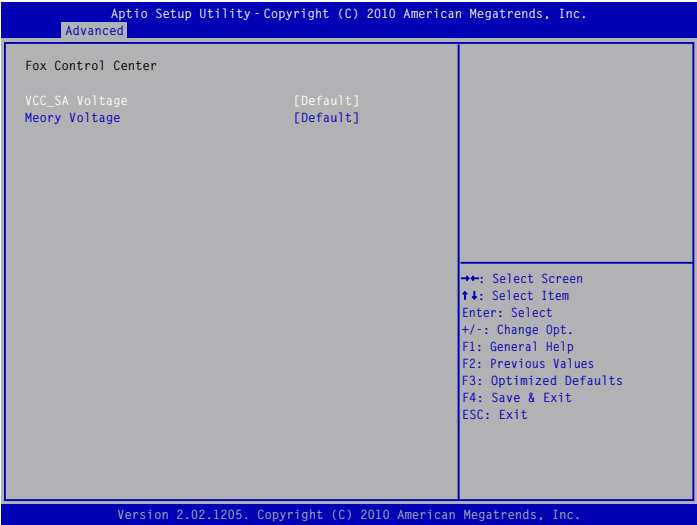 Aptio Setup Utility - Copyright (C) 2010 American Megatrends, Inc.
Advanced
Fox Control Center
VCC_SA Voltage [Default]
Meory Voltage [Default]
→←: Select Screen
↑↓: Select Item
Enter: Select
+/-: Change Opt.
F1: General Help
F2: Previous Values
F3: Optimized Defaults
F4: Save & Exit
ESC: Exit
Version 2.02.1205. Copyright (C) 2010 American Megatrends, Inc.